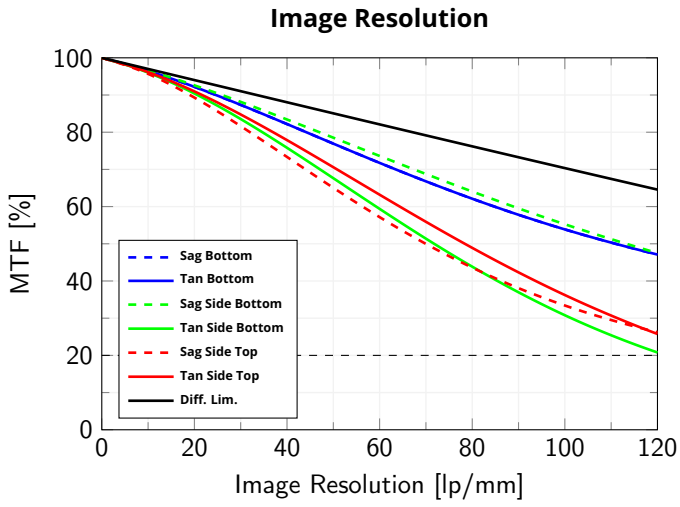 Image Resolution
MTF [%]
100
80
60
40
20
0
Sag Bottom
Tan Bottom
Sag Side Bottom
Tan Side Bottom
Sag Side Top
Tan Side Top
Diff. Lim.
0 20 40 60 80 100 120
Image Resolution [lp/mm]